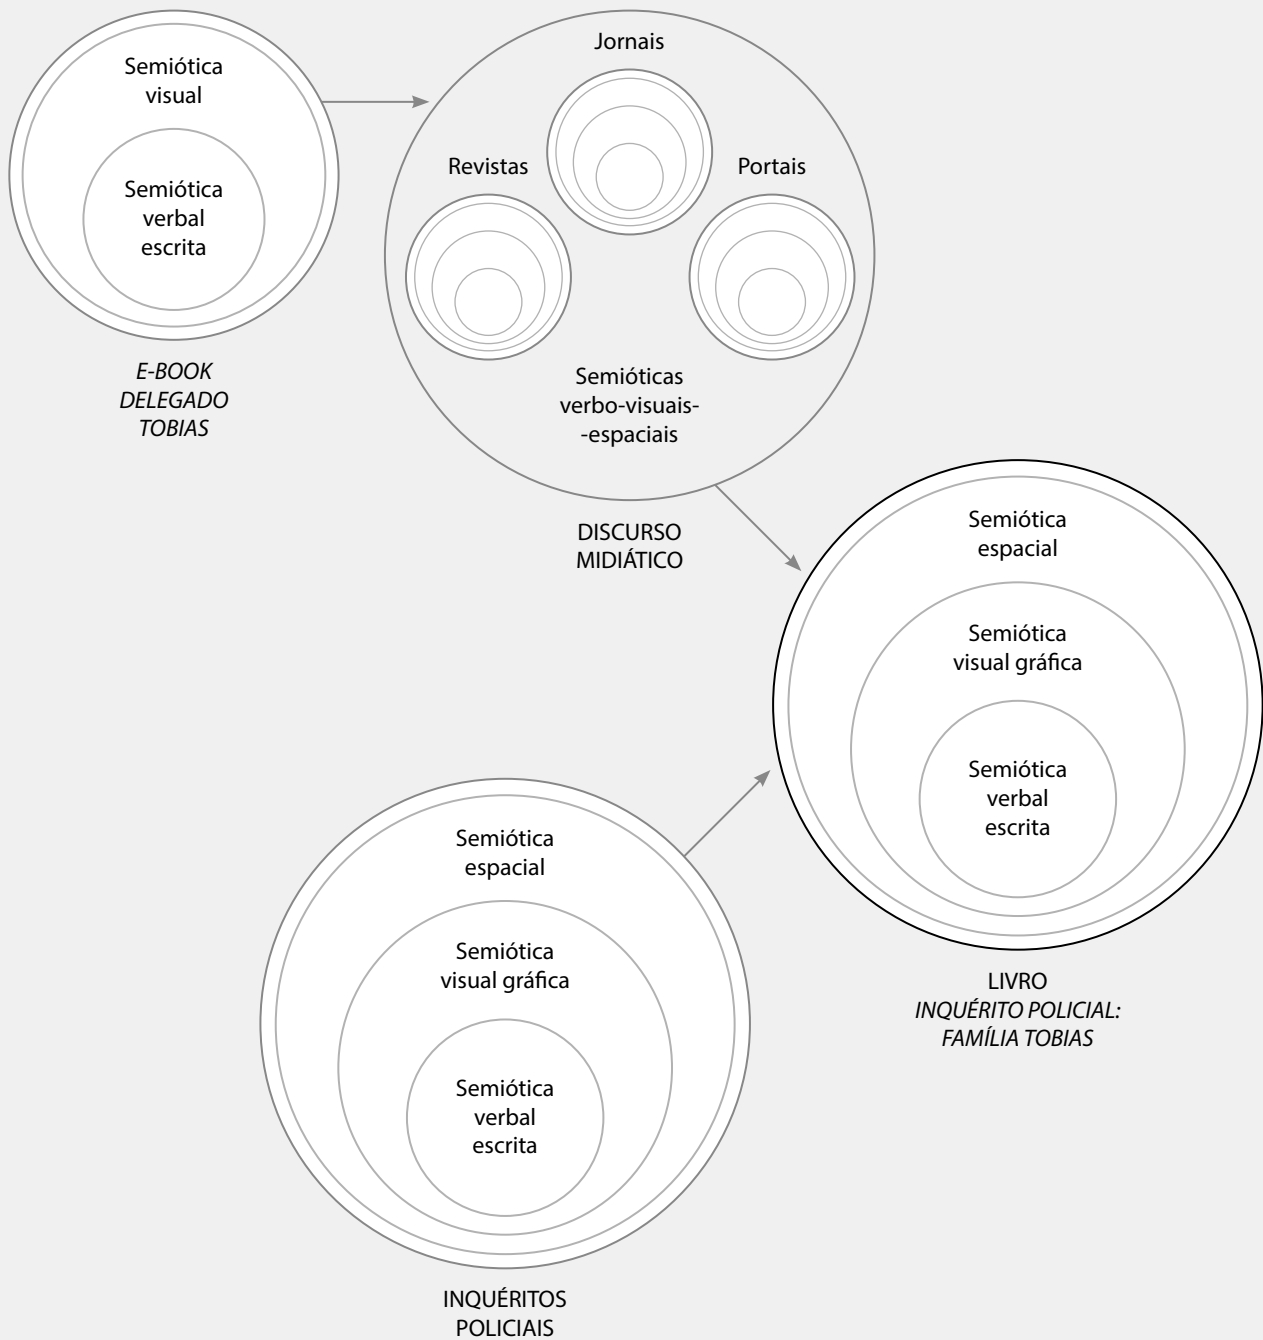 Semiótica
visual
Semiótica
verbal
escrita
E-BOOK
DELEGADO
TOBIAS
Jornais
Revistas
Portais
Semióticas
verbo-visuais-
-espaciais
DISCURSO
MIDIÁTICO
Semiótica
espacial
Semiótica
visual gráfica
Semiótica
verbal
escrita
LIVRO
INQUÉRITO POLICIAL:
FAMÍLIA TOBIAS
Semiótica
espacial
Semiótica
visual gráfica
Semiótica
verbal
escrita
INQUÉRITOS
POLICIAIS